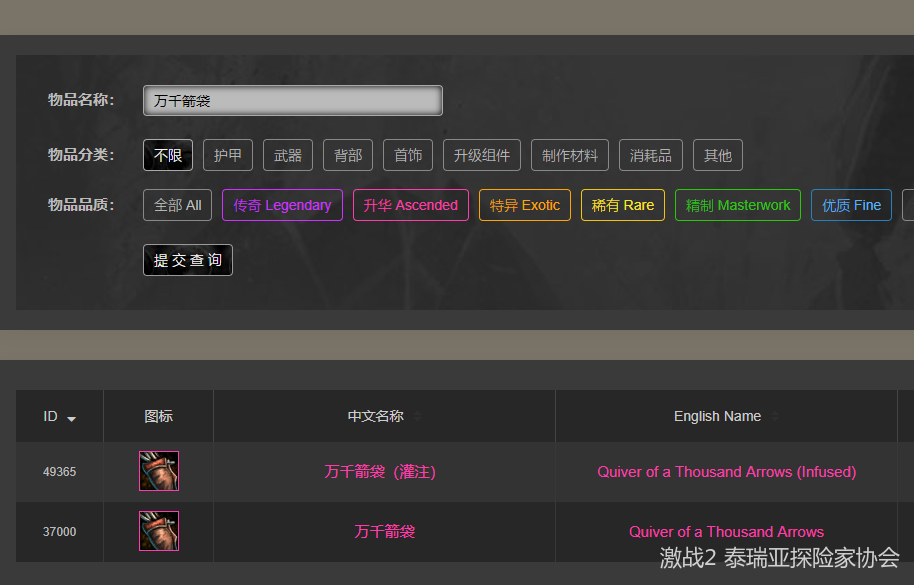 物品名称： 万千箭袋
物品分类： 不限 护甲 武器 背部 首饰 升级组件 制作材料 消耗品 其他
物品品质： 全部 All 传奇 Legendary 升华 Ascended 特异 Exotic 稀有 Rare 精制 Masterwork 优质 Fine
提 交 查 询
ID 图标 中文名称 English Name
49365 万千箭袋（灌注） Quiver of a Thousand Arrows (Infused)
37000 万千箭袋 Quiver of a Thousand Arrows
激战2 泰瑞亚探险家协会